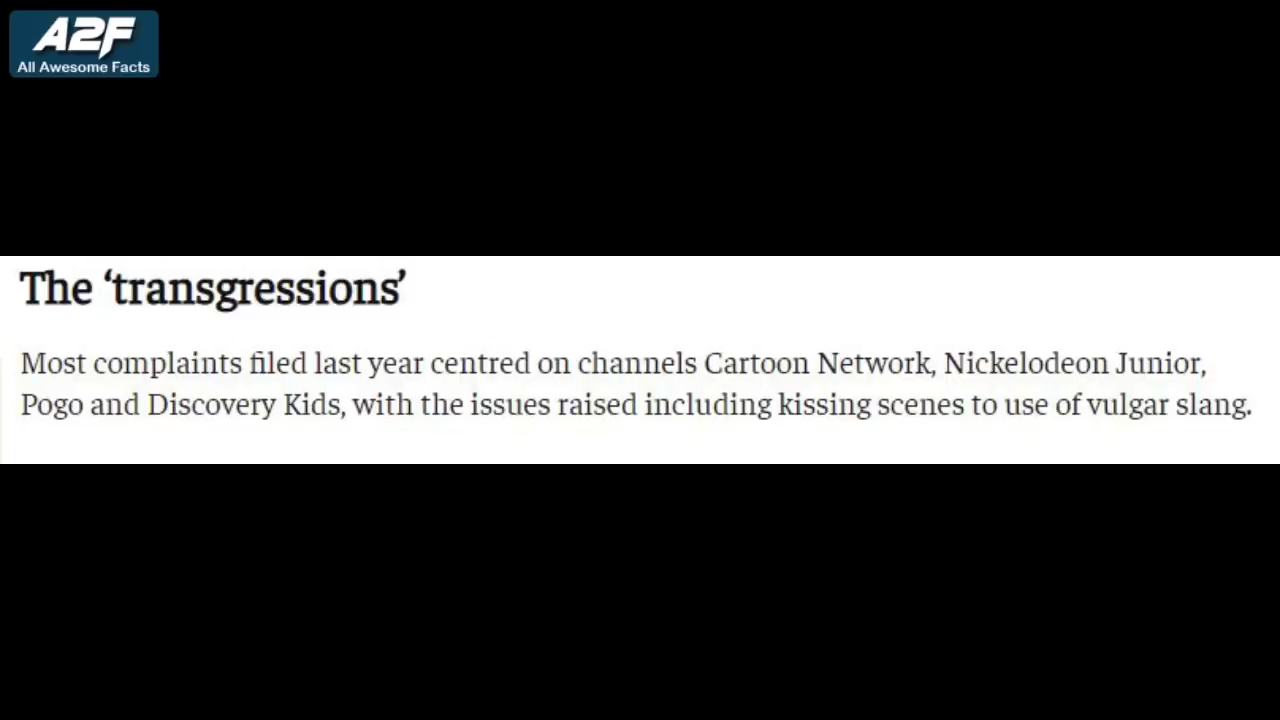 A2F
All Awesome Facts
The ‘transgressions’
Most complaints filed last year centred on channels Cartoon Network, Nickelodeon Junior,
Pogo and Discovery Kids, with the issues raised including kissing scenes to use of vulgar slang.